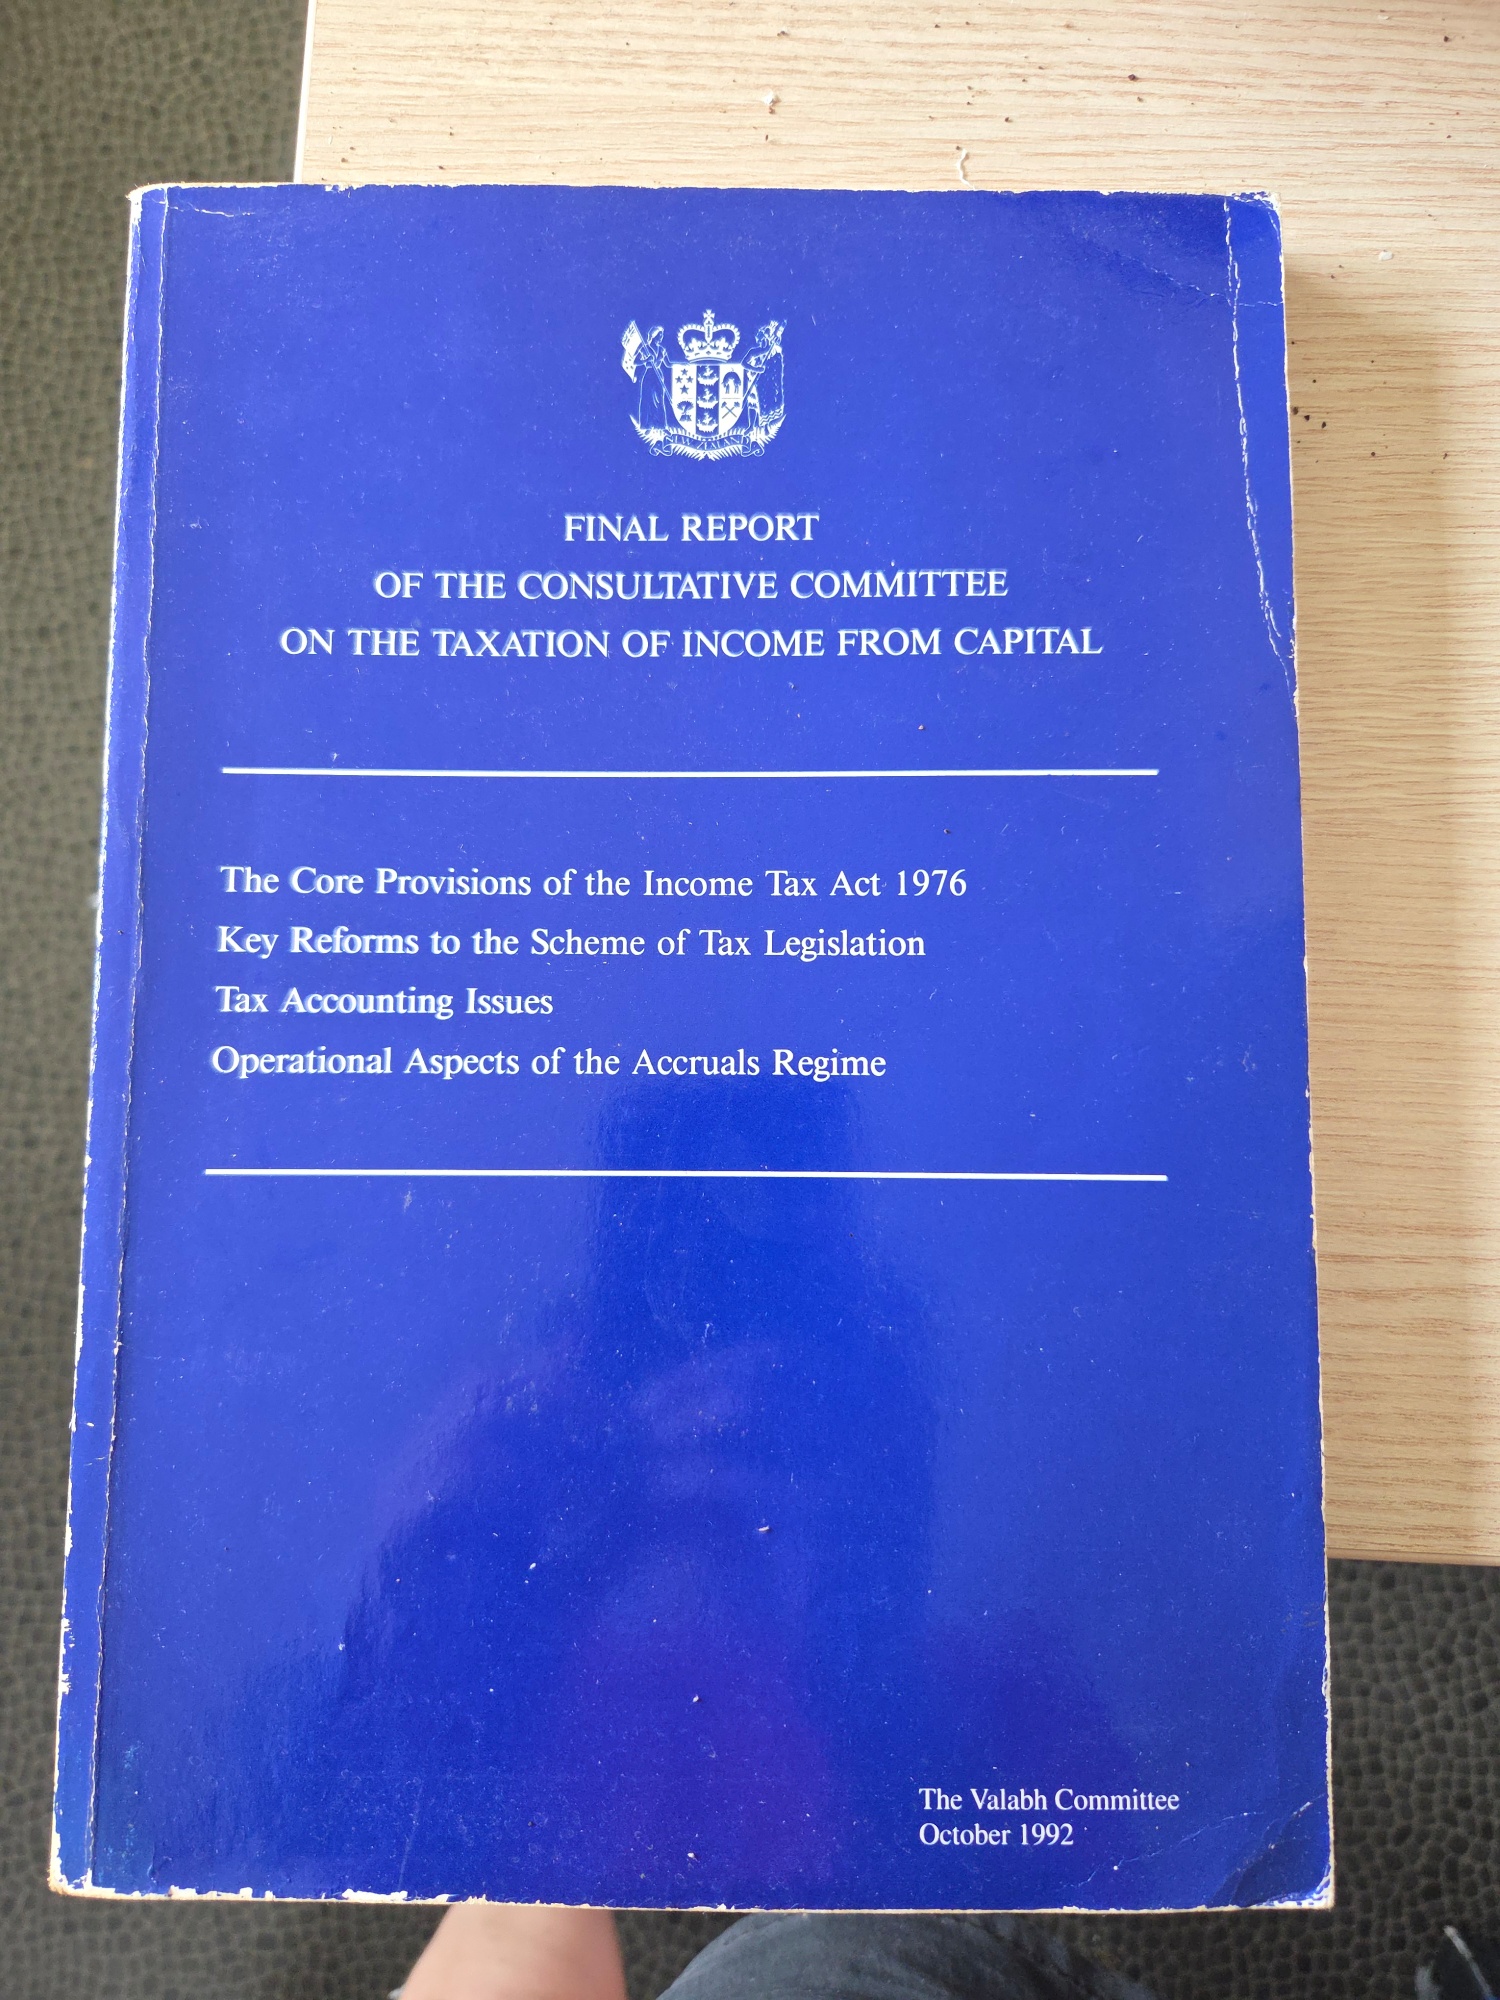 NEW ZEALAND
FINAL REPORT
OF THE CONSULTATIVE COMMITTEE
ON THE TAXATION OF INCOME FROM CAPITAL
The Core Provisions of the Income Tax Act 1976
Key Reforms to the Scheme of Tax Legislation
Tax Accounting Issues
Operational Aspects of the Accruals Regime
The Valabh Committee
October 1992